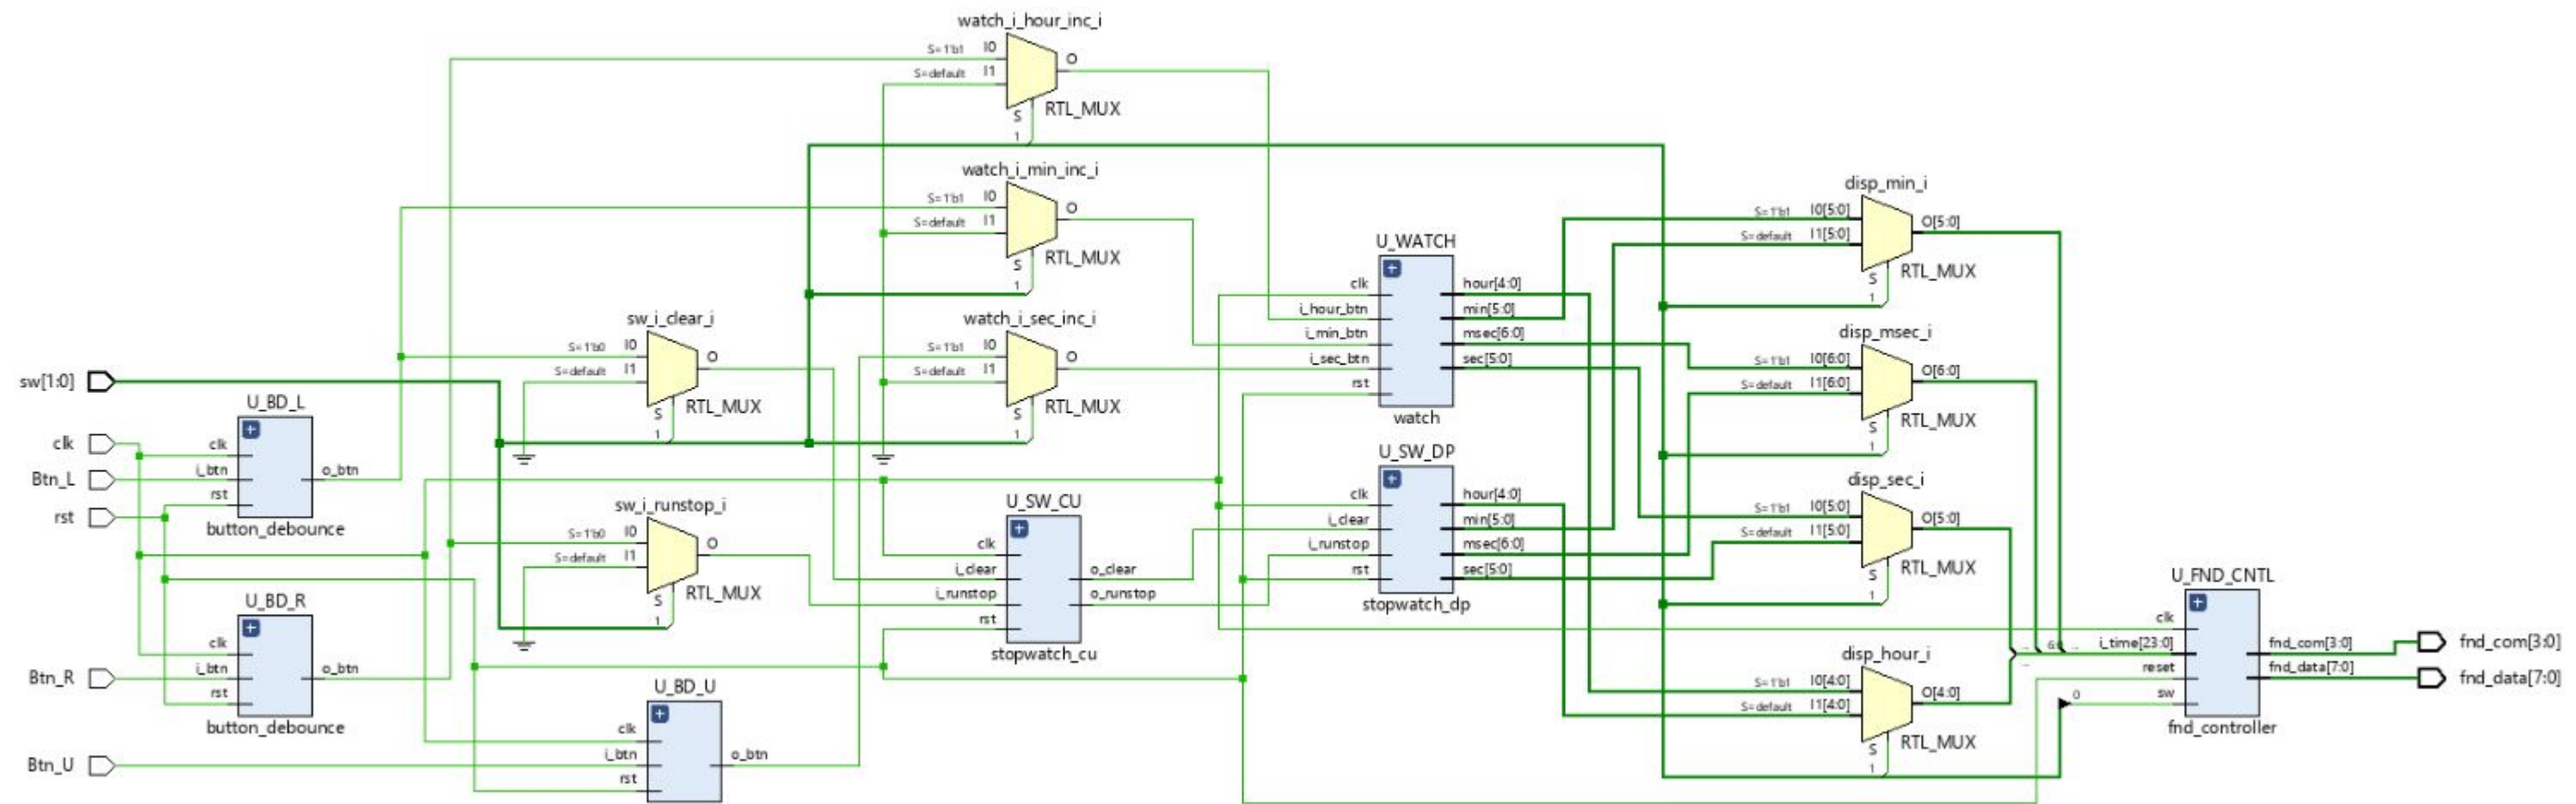 watch_i_hour_inc_i
S=1'b1 I0 O
S=default I1
S RTL_MUX
1
watch_i_min_inc_i
S=1'b1 I0 O
S=default I1
S RTL_MUX
1
disp_min_i
S=1'b1 I0[5:0] O[5:0]
S=default I1[5:0]
S RTL_MUX
1
U_WATCH
clk hour[4:0]
i_hour_btn min[5:0]
i_min_btn msec[6:0]
i_sec_btn sec[5:0]
rst
watch
sw_i_clear_i
S=1'b0 I0 O
S=default I1
S RTL_MUX
1
watch_i_sec_inc_i
S=1'b1 I0 O
S=default I1
S RTL_MUX
1
disp_msec_i
S=1'b1 I0[6:0] O[6:0]
S=default I1[6:0]
S RTL_MUX
1
sw[1:0]
clk
Btn_L
rst
U_BD_L
clk
i_btn o_btn
rst
button_debounce
U_SW_DP
clk hour[4:0]
i_clear min[5:0]
i_runstop msec[6:0]
rst sec[5:0]
stopwatch_dp
disp_sec_i
S=1'b1 I0[5:0] O[5:0]
S=default I1[5:0]
S RTL_MUX
1
sw_i_runstop_i
S=1'b0 I0 O
S=default I1
S RTL_MUX
1
U_SW_CU
clk
i_clear o_clear
i_runstop o_runstop
rst
stopwatch_cu
U_BD_R
clk
Btn_R i_btn o_btn
rst
button_debounce
disp_hour_i
S=1'b1 I0[4:0] O[4:0]
S=default I1[4:0]
S RTL_MUX
1
U_FND_CNTL
clk
i_time[23:0] fnd_com[3:0] fnd_com[3:0]
reset fnd_data[7:0] fnd_data[7:0]
0 sw
fnd_controller
U_BD_U
clk
Btn_U i_btn o_btn
rst